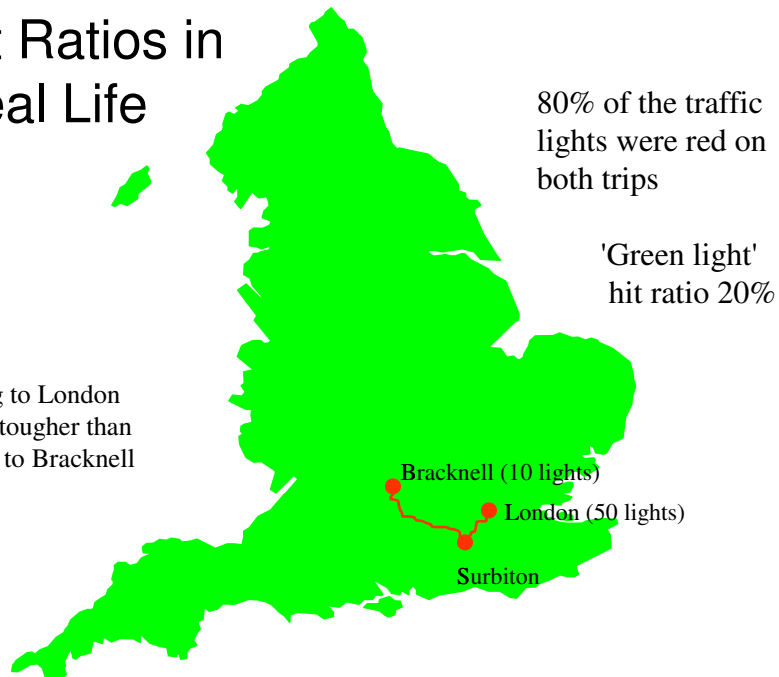 Ratios in
Life
80% of the traffic
lights were red on
both trips
'Green light'
hit ratio 20%
to London
tougher than
to Bracknell
Bracknell (10 lights)
London (50 lights)
Surbiton